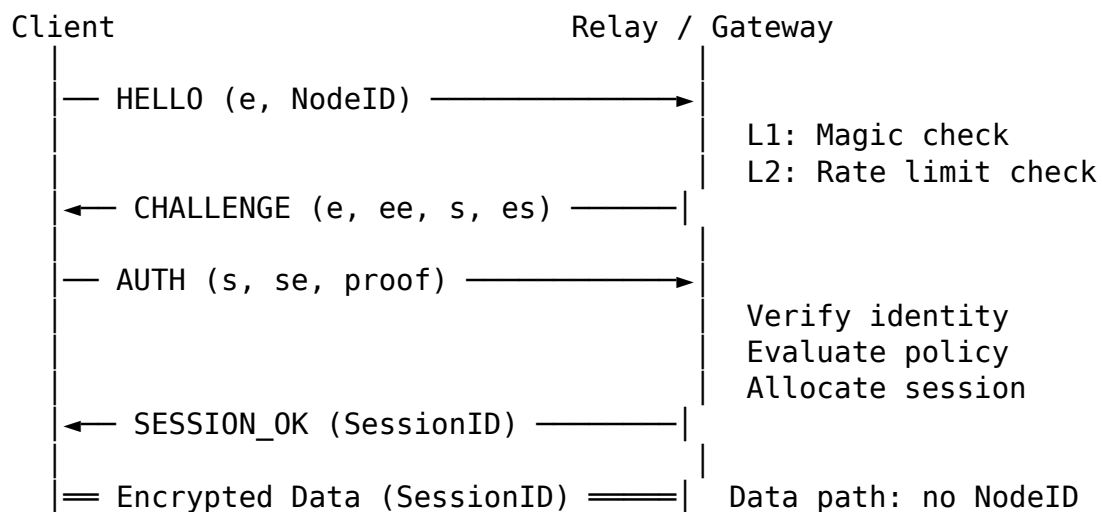 Client Relay / Gateway
HELLO (e, NodeID)
L1: Magic check
L2: Rate limit check
CHALLENGE (e, ee, s, es)
AUTH (s, se, proof)
Verify identity
Evaluate policy
Allocate session
SESSION_OK (SessionID)
Encrypted Data (SessionID) Data path: no NodeID